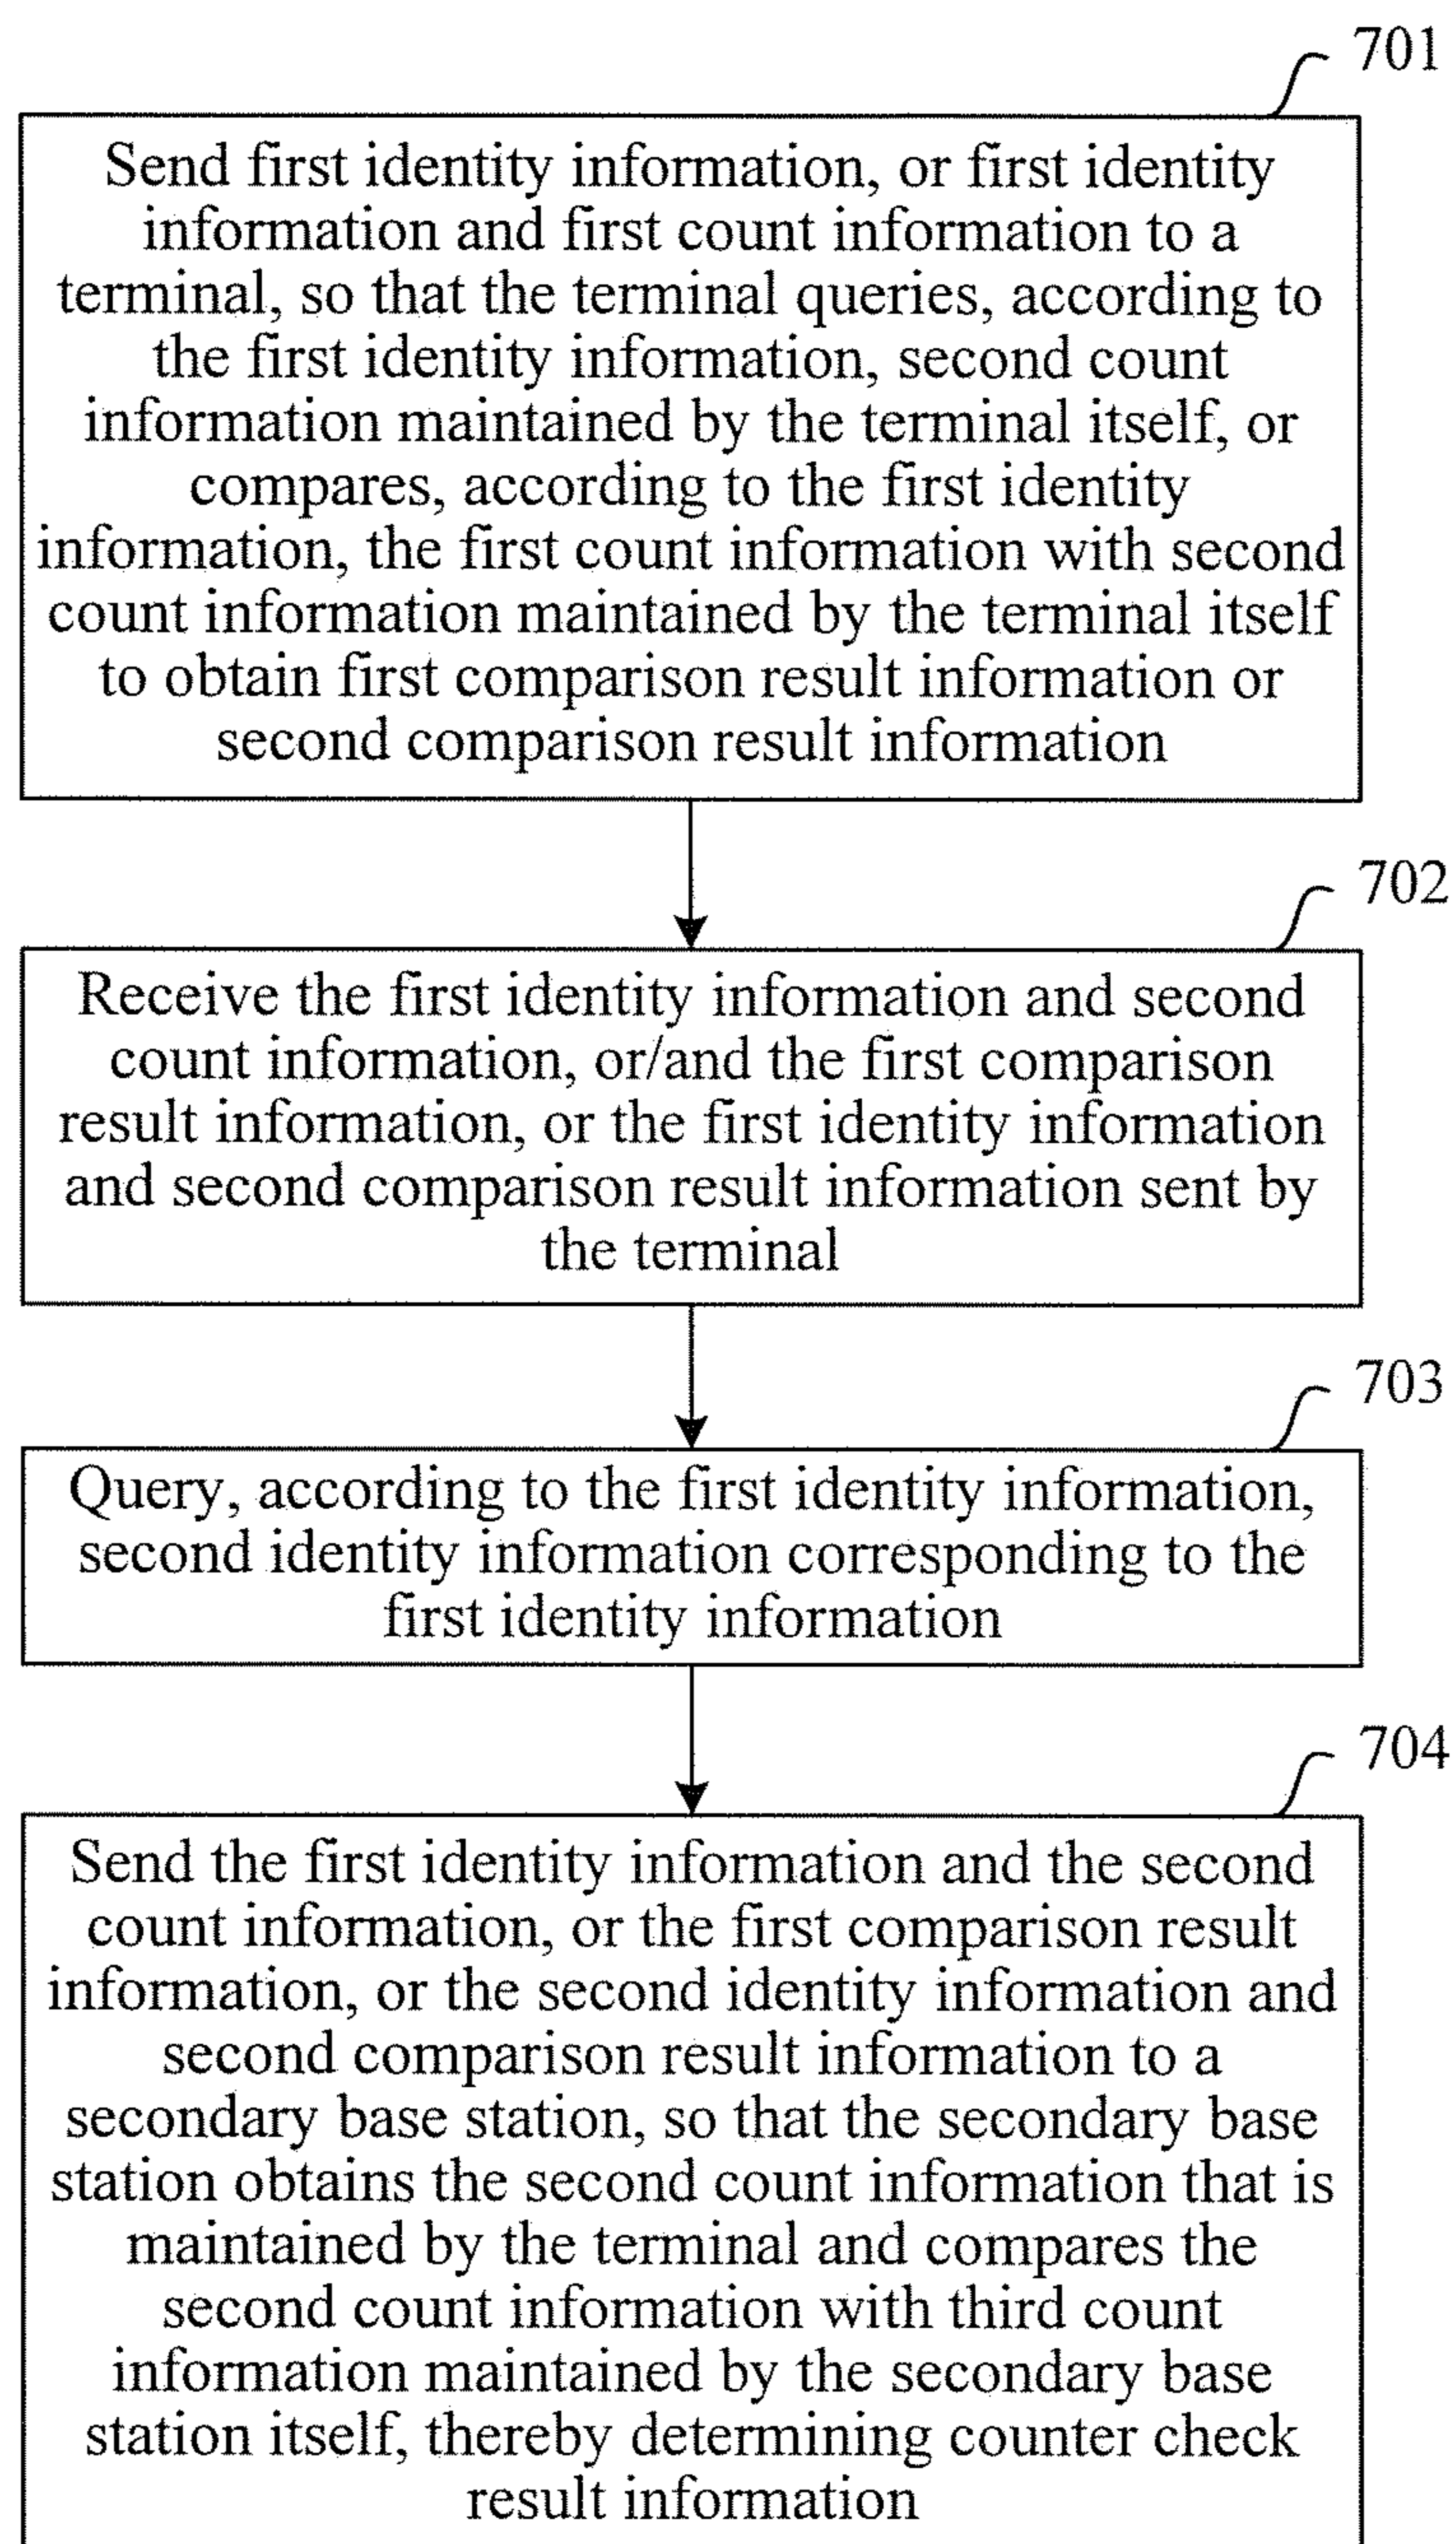 701
Send first identity information, or first identity
information and first count information to a
terminal, so that the terminal queries, according to
the first identity information, second count
information maintained by the terminal itself, or
compares, according to the first identity
information, the first count information with second
count information maintained by the terminal itself
to obtain first comparison result information or
second comparison result information
702
Receive the first identity information and second
count information, or/and the first comparison
result information, or the first identity information
and second comparison result information sent by
the terminal
703
Query, according to the first identity information,
second identity information corresponding to the
first identity information
704
Send the first identity information and the second
count information, or the first comparison result
information, or the second identity information and
second comparison result information to a
secondary base station, so that the secondary base
station obtains the second count information that is
maintained by the terminal and compares the
second count information with third count
information maintained by the secondary base
station itself, thereby determining counter check
result information